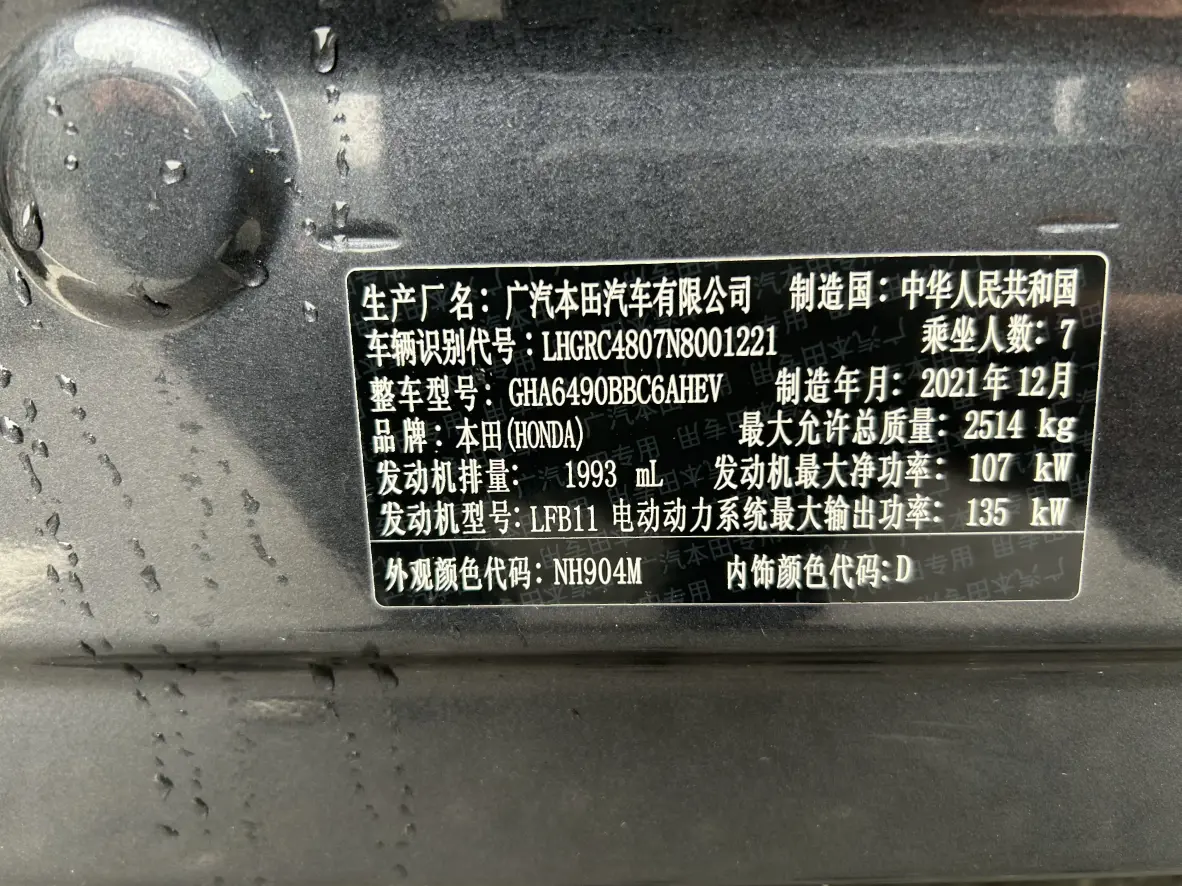 生产厂名：广汽本田汽车有限公司 制造国：中华人民共和国
车辆识别代号：LHGRC4807N8001221 乘坐人数：7
整车型号：GHA6490BBC6AHEV 制造年月：2021年12月
品牌：本田(HONDA) 最大允许总质量：2514 kg
发动机排量： 1993 mL 发动机最大净功率：107 kW
发动机型号：LFB11 电动动力系统最大输出功率：135 kW
外观颜色代码：NH904M 内饰颜色代码：D